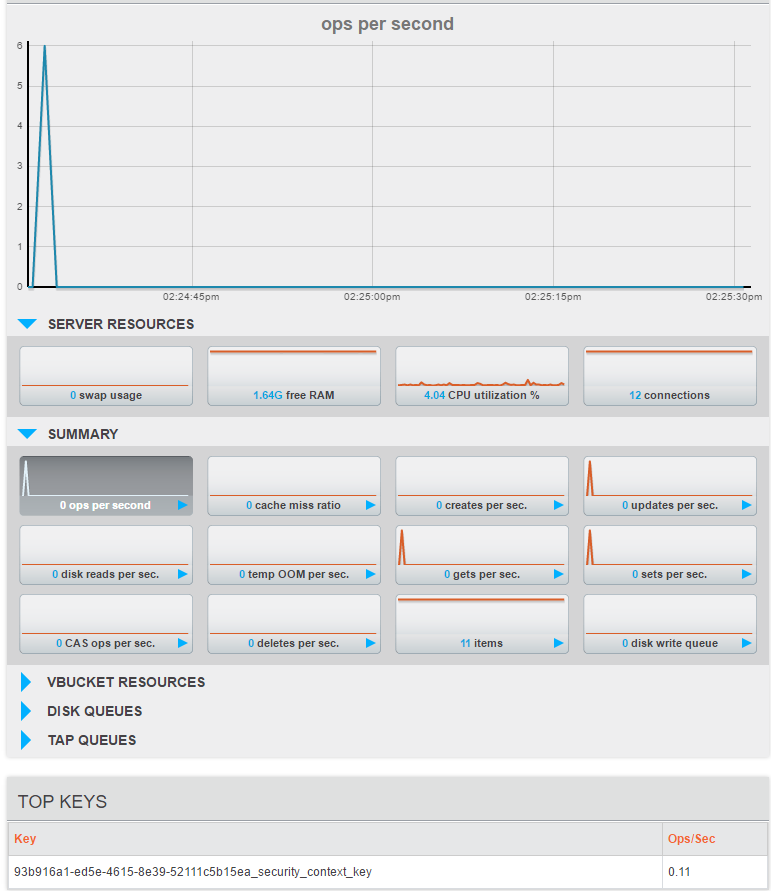 ops per second
6
5
4
3
2
1
0
02:24:45pm 02:25:00pm 02:25:15pm 02:25:30pm
SERVER RESOURCES
0 swap usage 1.64G free RAM 4.04 CPU utilization % 12 connections
SUMMARY
0 ops per second 0 cache miss ratio 0 creates per sec. 0 updates per sec.
0 disk reads per sec. 0 temp OOM per sec. 0 gets per sec. 0 sets per sec.
0 CAS ops per sec. 0 deletes per sec. 11 items 0 disk write queue
VBUCKET RESOURCES
DISK QUEUES
TAP QUEUES
TOP KEYS
Key Ops/Sec
93b916a1-ed5e-4615-8e39-52111c5b15ea_security_context_key 0.11